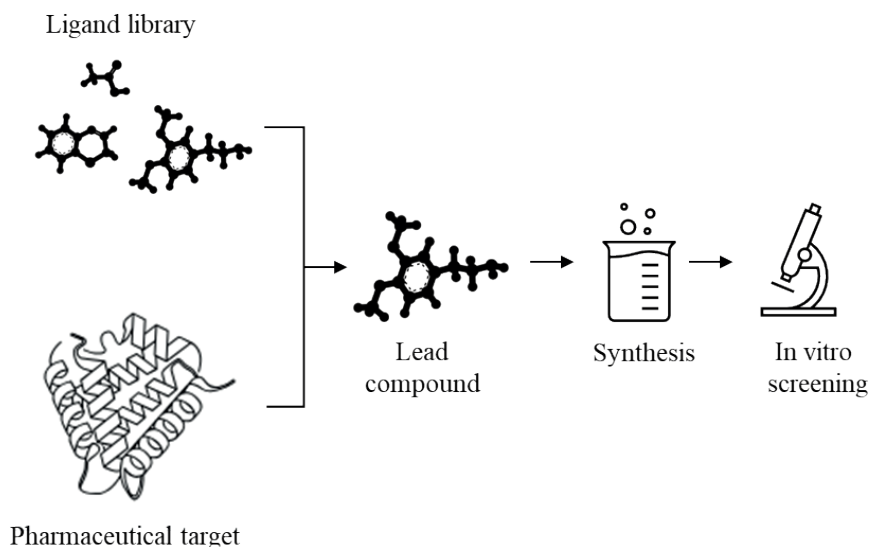 Ligand library
Pharmaceutical target
Lead
compound
Synthesis
In vitro
screening